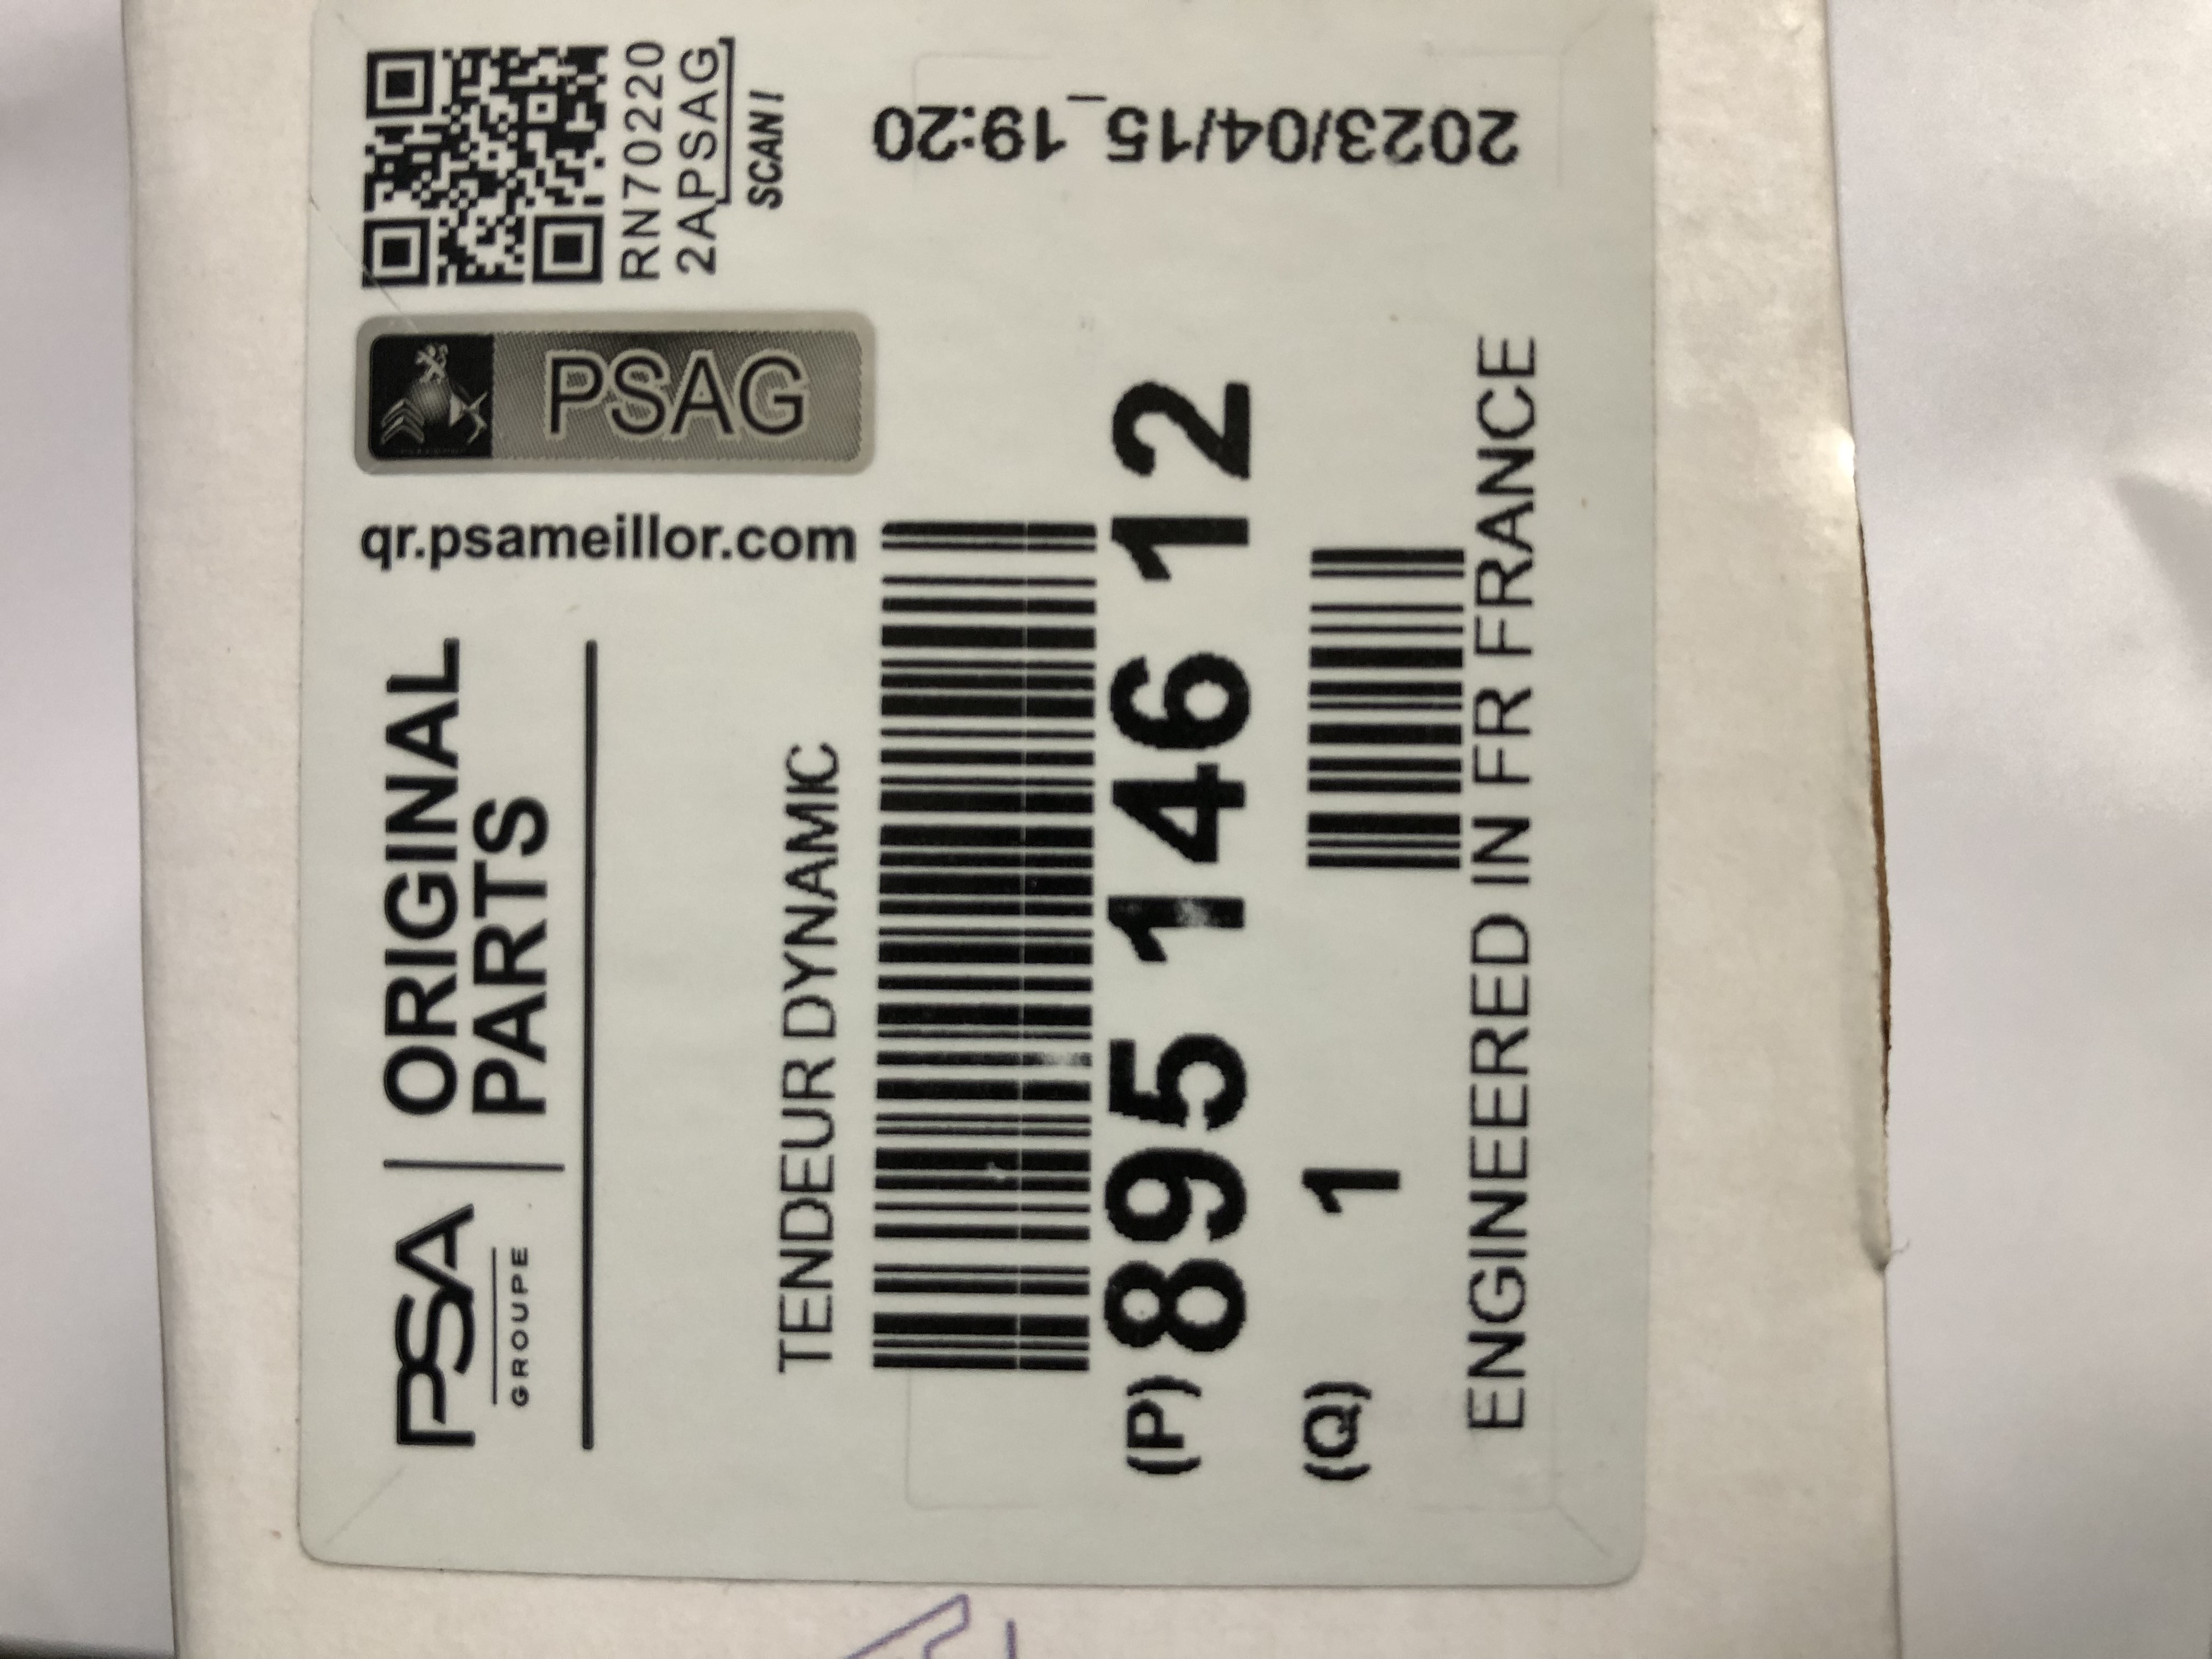 PSA
GROUPE
ORIGINAL
PARTS
qr.psameillor.com
PSAG
RN70220
2APSAG
SCAN !
TENDEUR DYNAMIC
(P) 895 146 12
(Q) 1
ENGINEERED IN FR FRANCE
2023/04/15_19:20